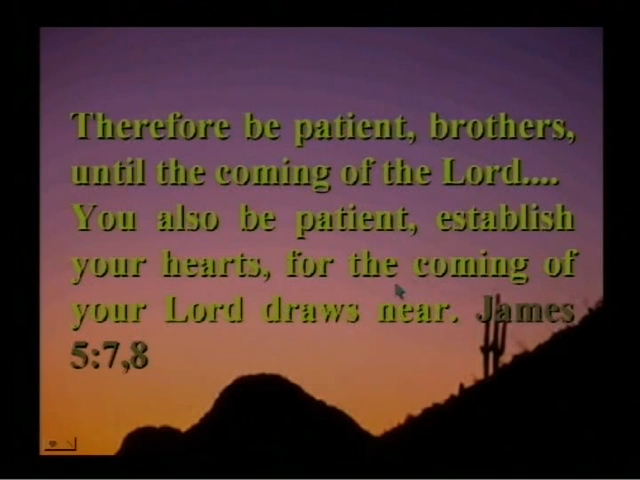 Therefore be patient, brothers,
until the coming of the Lord....
You also be patient, establish
your hearts, for the coming of
your Lord draws near. James
5:7,8